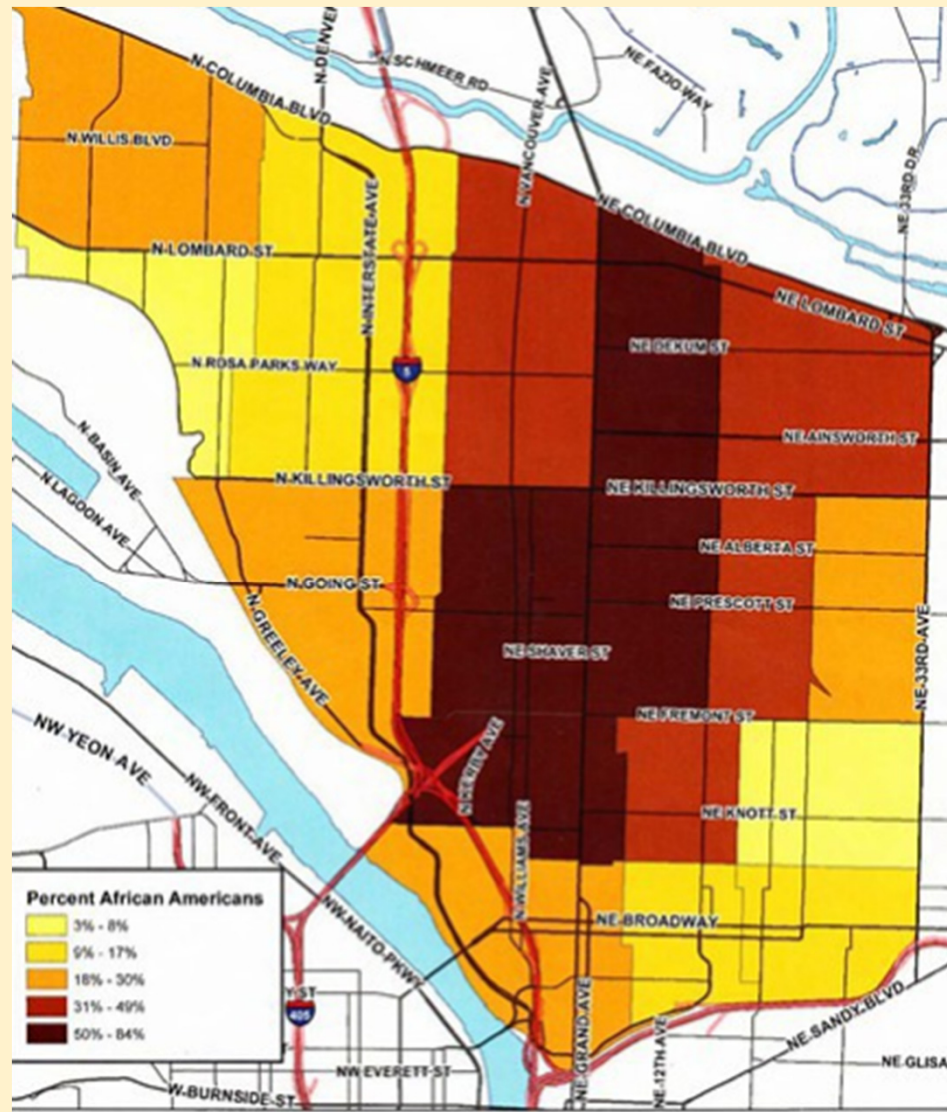 N DENVER
N SCHMEER RD
NE FAZIO WAY
N COLUMBIA BLVD
N VANCOUVER AVE
N WILLIS BLVD
NE 33RD DR
N INTERSTATE AVE
NE COLUMBIA BLVD
N LOMBARD ST
NE LOMBARD ST
NE DEKUM ST
N ROSA PARKS WAY
5
NE AINSWORTH ST
N BASIN AVE
N KILLINGSWORTH ST
NE KILLINGSWORTH ST
N LAGOON AVE
NE ALBERTA ST
N GOING ST
NE PRESCOTT ST
N GREELEY AVE
NE SHAVER ST
NE 33RD AVE
NE FREMONT ST
NW YEON AVE
N KERBY AVE
NW FRONT AVE
NE KNOTT ST
N WILLIAMS AVE
Percent African Americans
3% - 8%
9% - 17%
18% - 30%
31% - 49%
50% - 84%
NE BROADWAY
NW NAITO PKWY
Y ST
405
NE GRAND AVE
NE 12TH AVE
NE SANDY BLVD
NW EVERETT ST
NE GLISA
W BURNSIDE ST